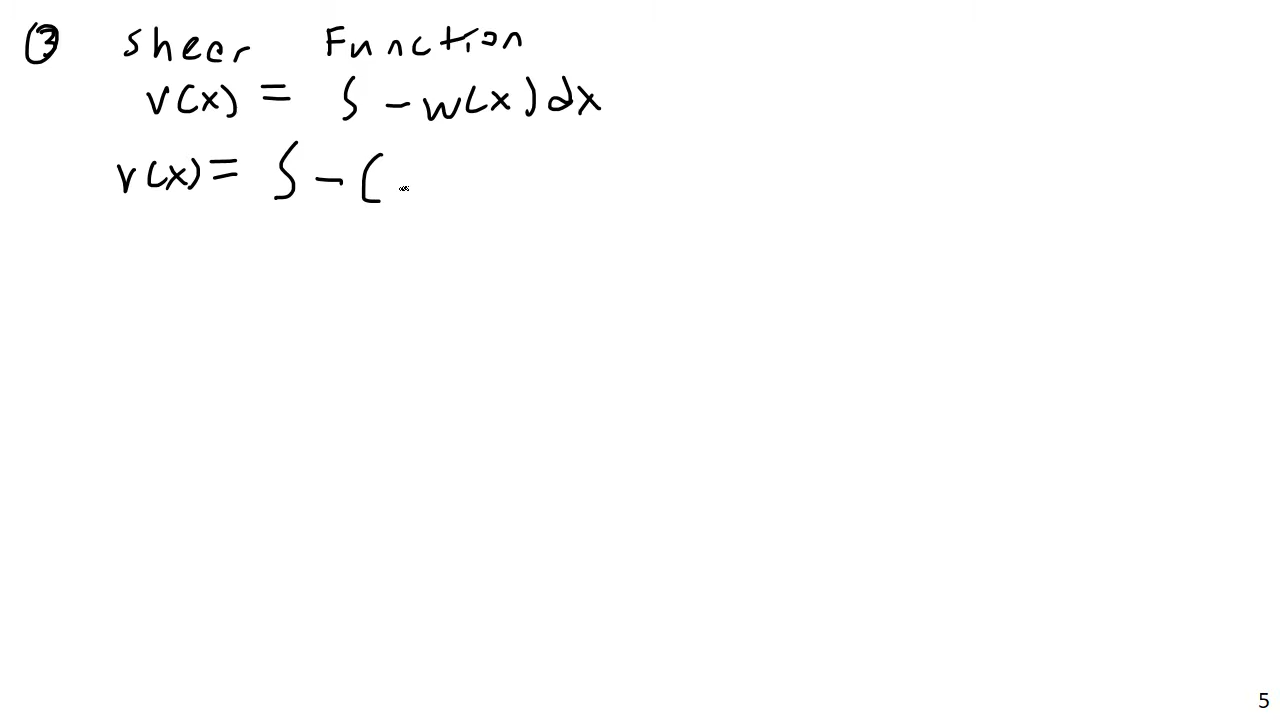 ③ Sheer Function
V(x) = ∫ - w(x) dx
V(x) = ∫ - (
5